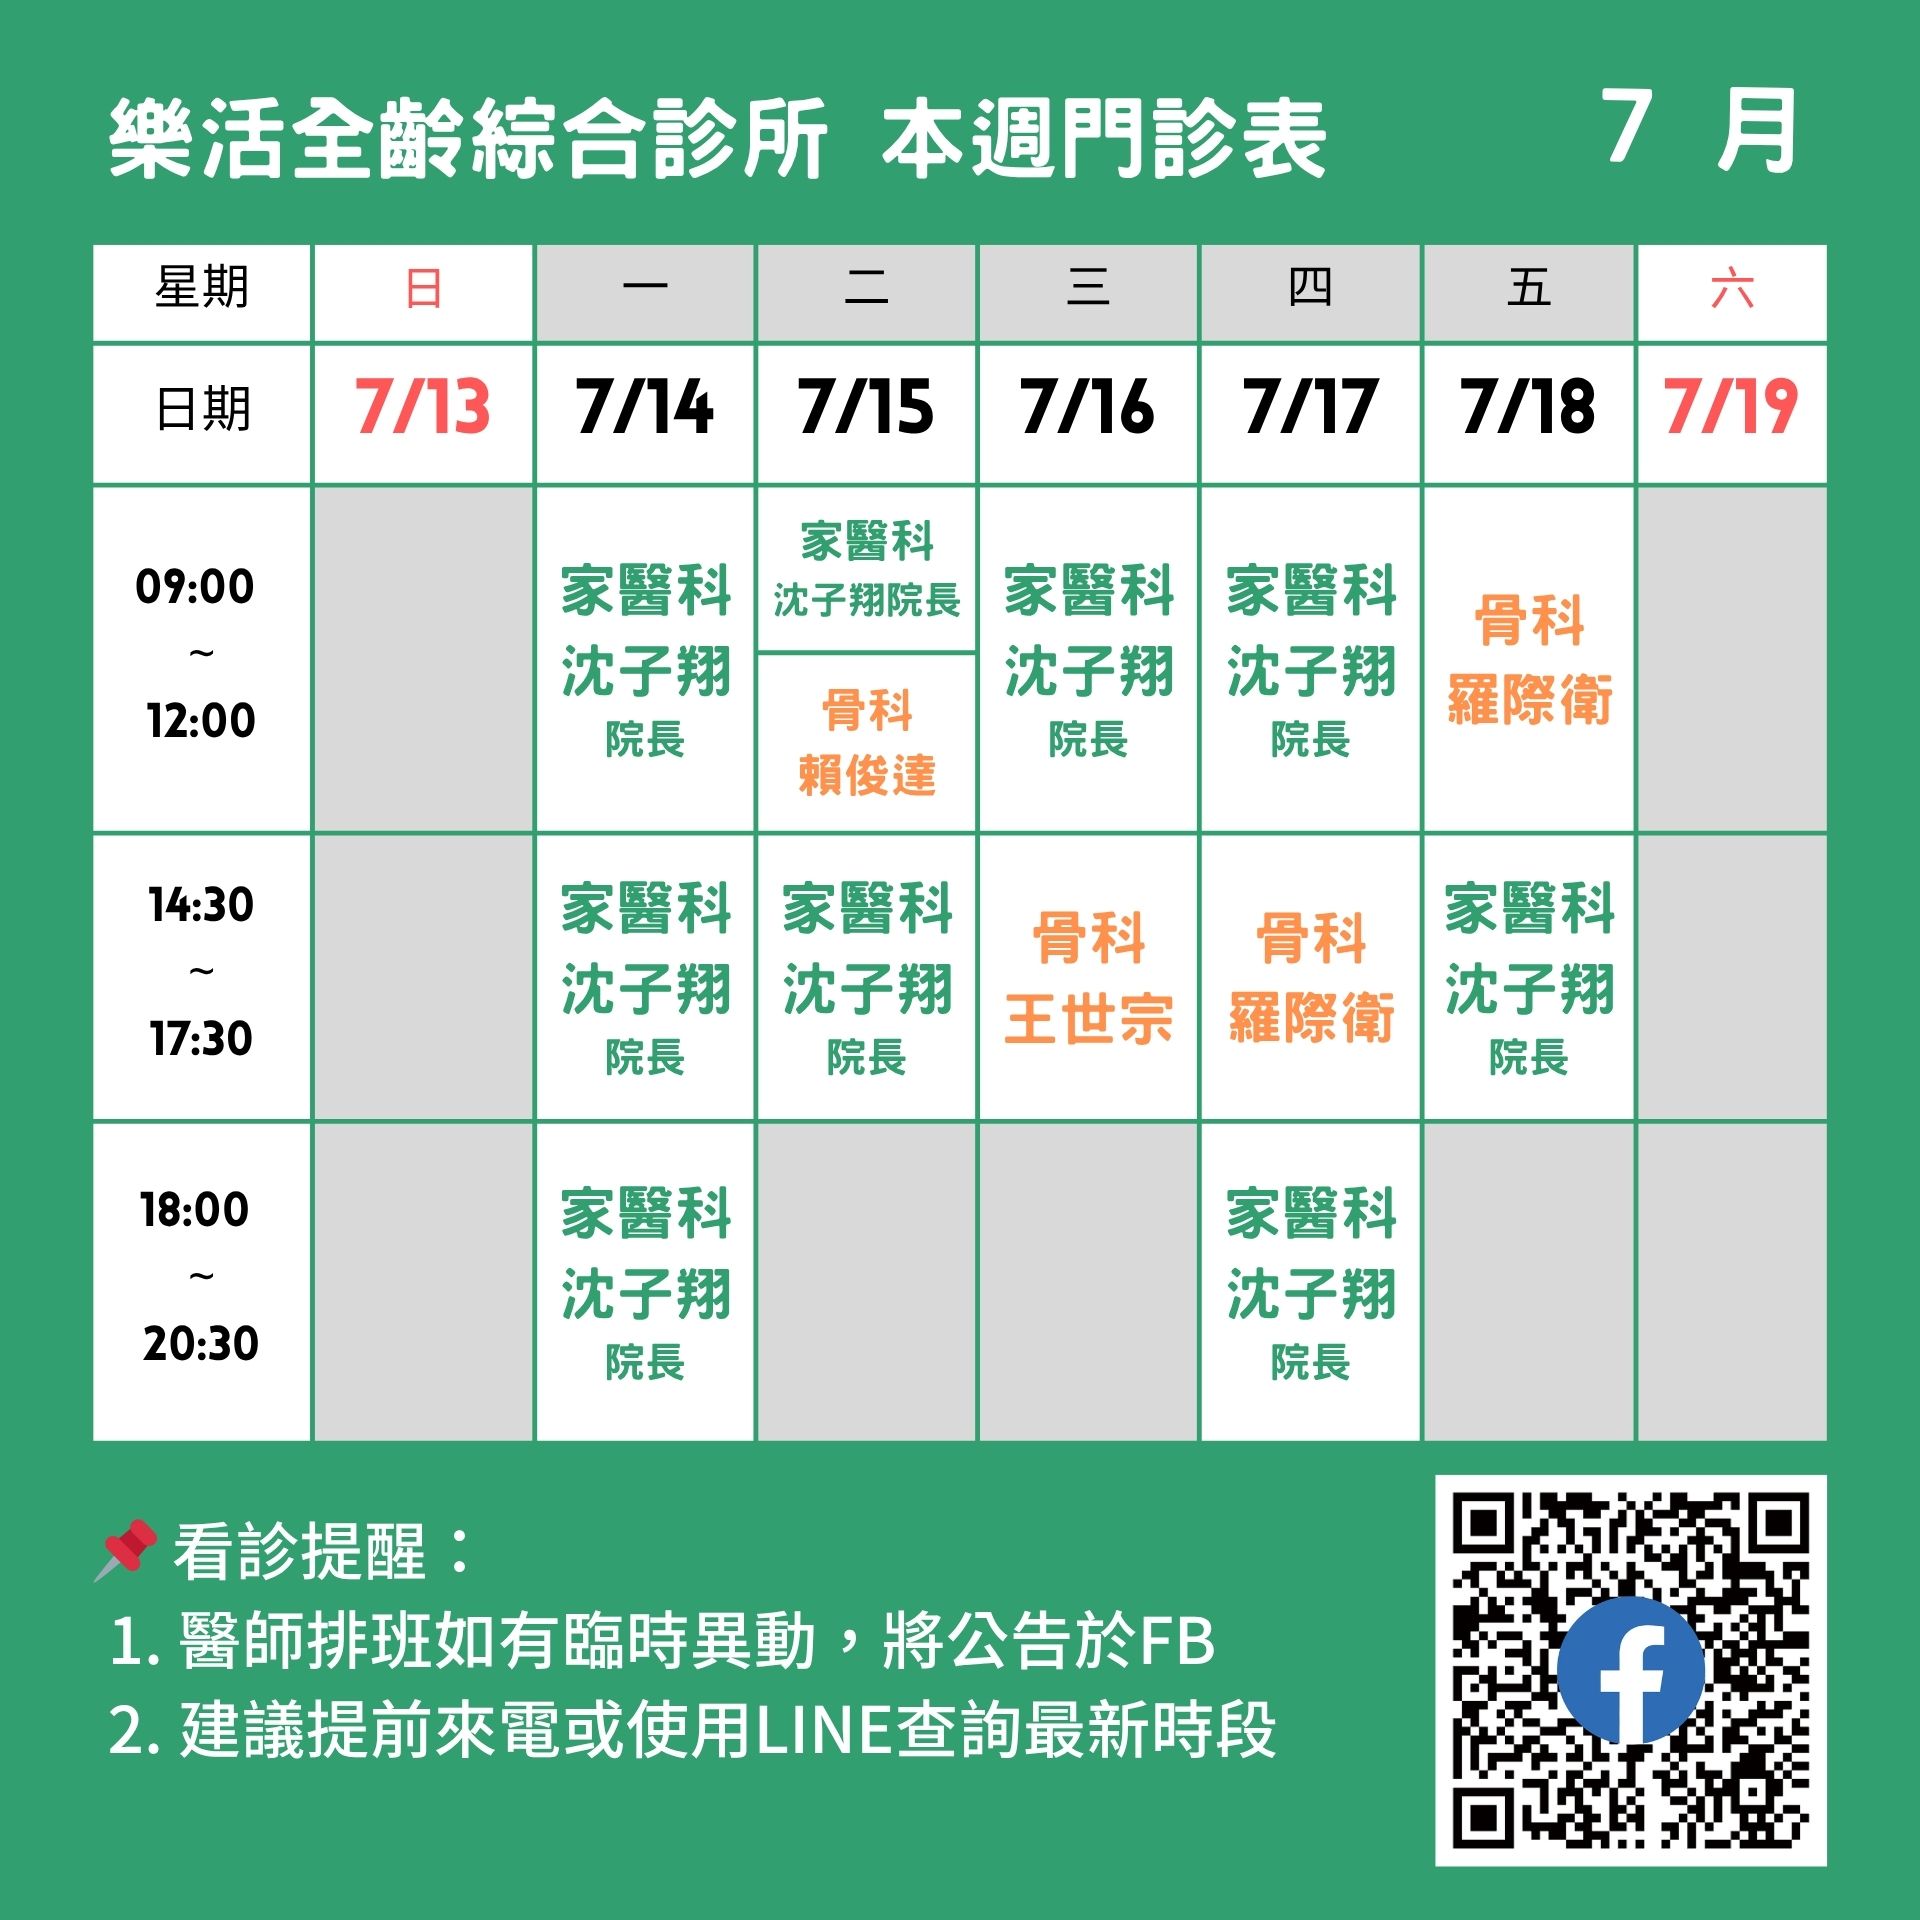 樂活全齡綜合診所 本週門診表 7 月
星期 日 一 二 三 四 五 六
日期 7/13 7/14 7/15 7/16 7/17 7/18 7/19
09:00
~
12:00
家醫科
沈子翔
院長
家醫科
沈子翔院長
骨科
賴俊達
家醫科
沈子翔
院長
家醫科
沈子翔
院長
骨科
羅際衛
14:30
~
17:30
家醫科
沈子翔
院長
家醫科
沈子翔
院長
骨科
王世宗
骨科
羅際衛
家醫科
沈子翔
院長
18:00
~
20:30
家醫科
沈子翔
院長
家醫科
沈子翔
院長
📌看診提醒：
1. 醫師排班如有臨時異動，將公告於FB
2. 建議提前來電或使用LINE查詢最新時段